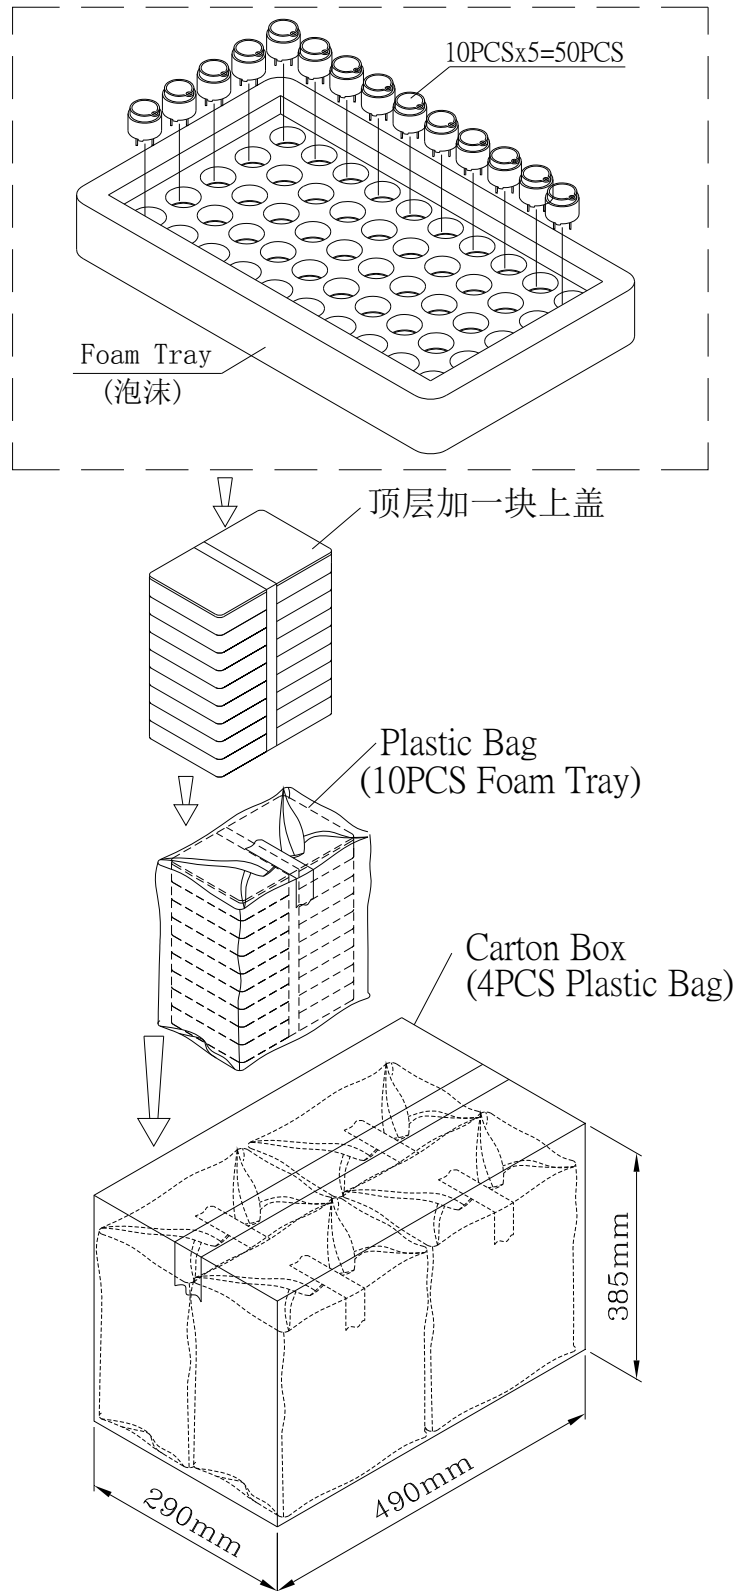 10PCSx5=50PCS
Foam Tray
(泡沫)
顶层加一块上盖
Plastic Bag
(10PCS Foam Tray)
Carton Box
(4PCS Plastic Bag)
385mm
490mm
290mm